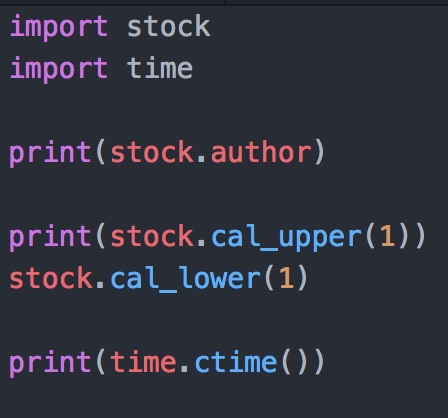 import stock
import time
print(stock.author)
print(stock.cal_upper(1))
stock.cal_lower(1)
print(time.ctime())